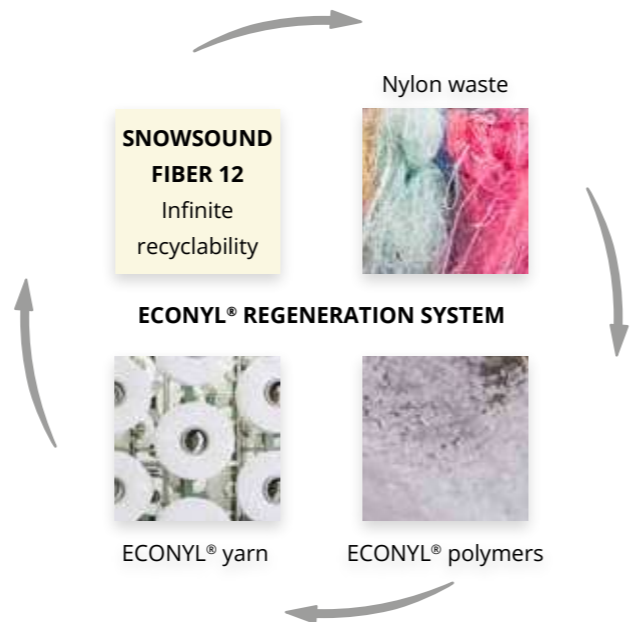 Nylon waste
SNOWSOUND
FIBER 12
Infinite
recyclability
ECONYL® REGENERATION SYSTEM
ECONYL® yarn
ECONYL® polymers